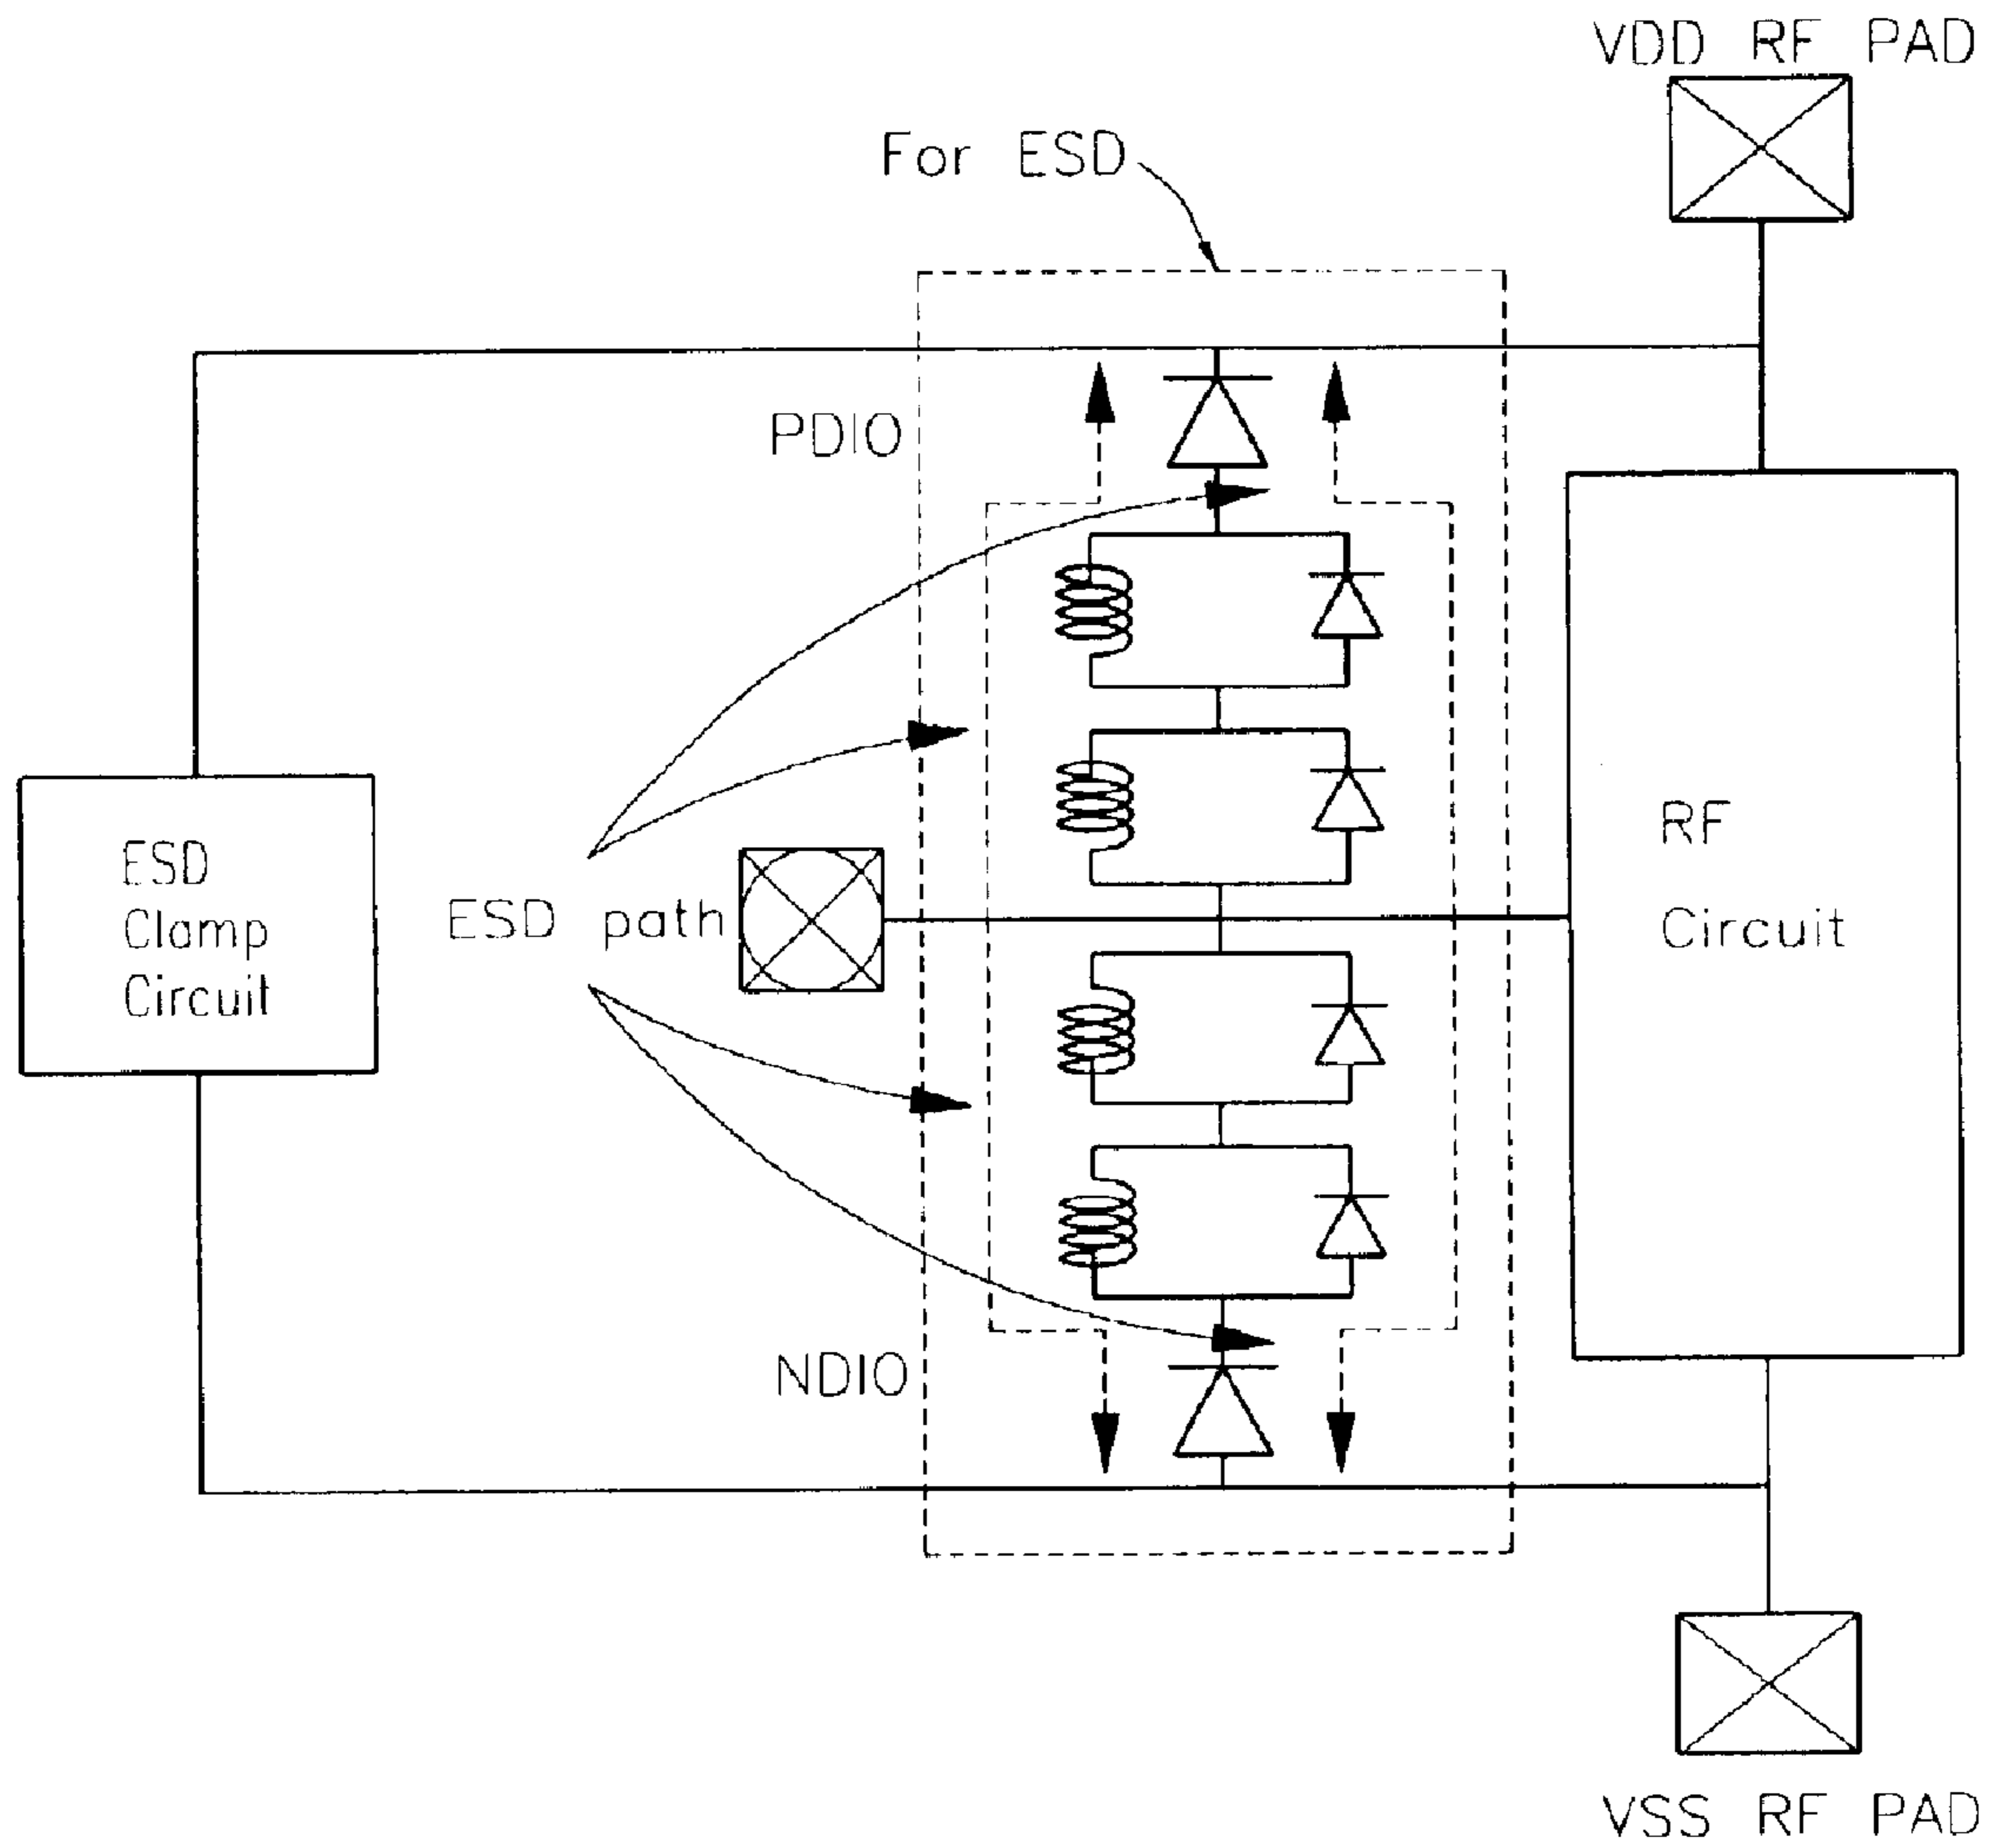 VDD RF PAD
For ESD
PDIO
ESD
Clamp
Circuit
ESD path
RF
Circuit
NDIO
VSS RF PAD